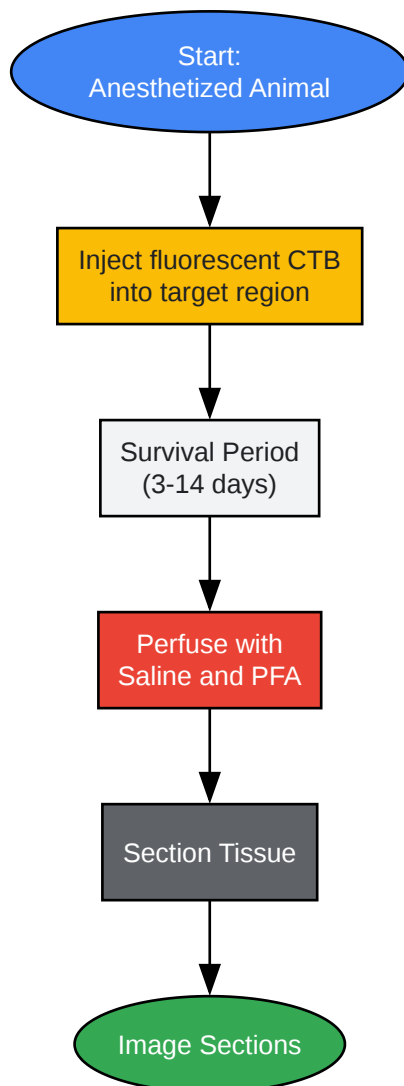 Start:
Anesthetized Animal
Inject fluorescent CTB
into target region
Survival Period
(3-14 days)
Perfuse with
Saline and PFA
Section Tissue
Image Sections